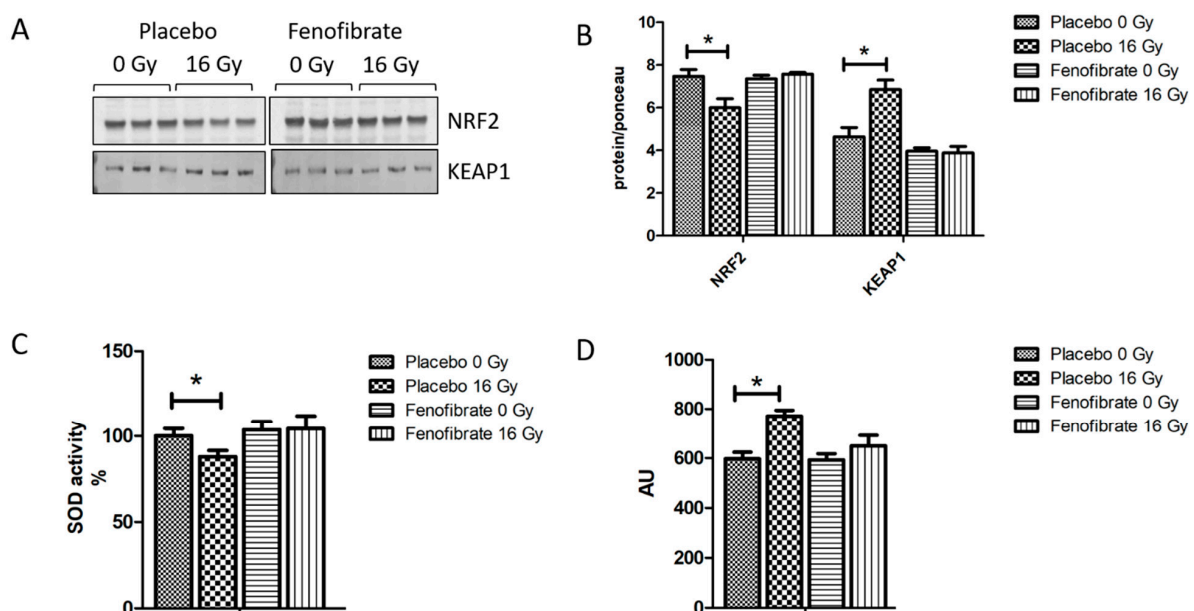 A
Placebo
Fenofibrate
0 Gy 16 Gy
0 Gy 16 Gy
NRF2
KEAP1
B
protein/ponceau
10
8
6
4
2
0
*
*
NRF2
KEAP1
Placebo 0 Gy
Placebo 16 Gy
Fenofibrate 0 Gy
Fenofibrate 16 Gy
C
SOD activity
%
150
100
50
0
*
Placebo 0 Gy
Placebo 16 Gy
Fenofibrate 0 Gy
Fenofibrate 16 Gy
D
AU
1000
800
600
400
200
0
*
Placebo 0 Gy
Placebo 16 Gy
Fenofibrate 0 Gy
Fenofibrate 16 Gy